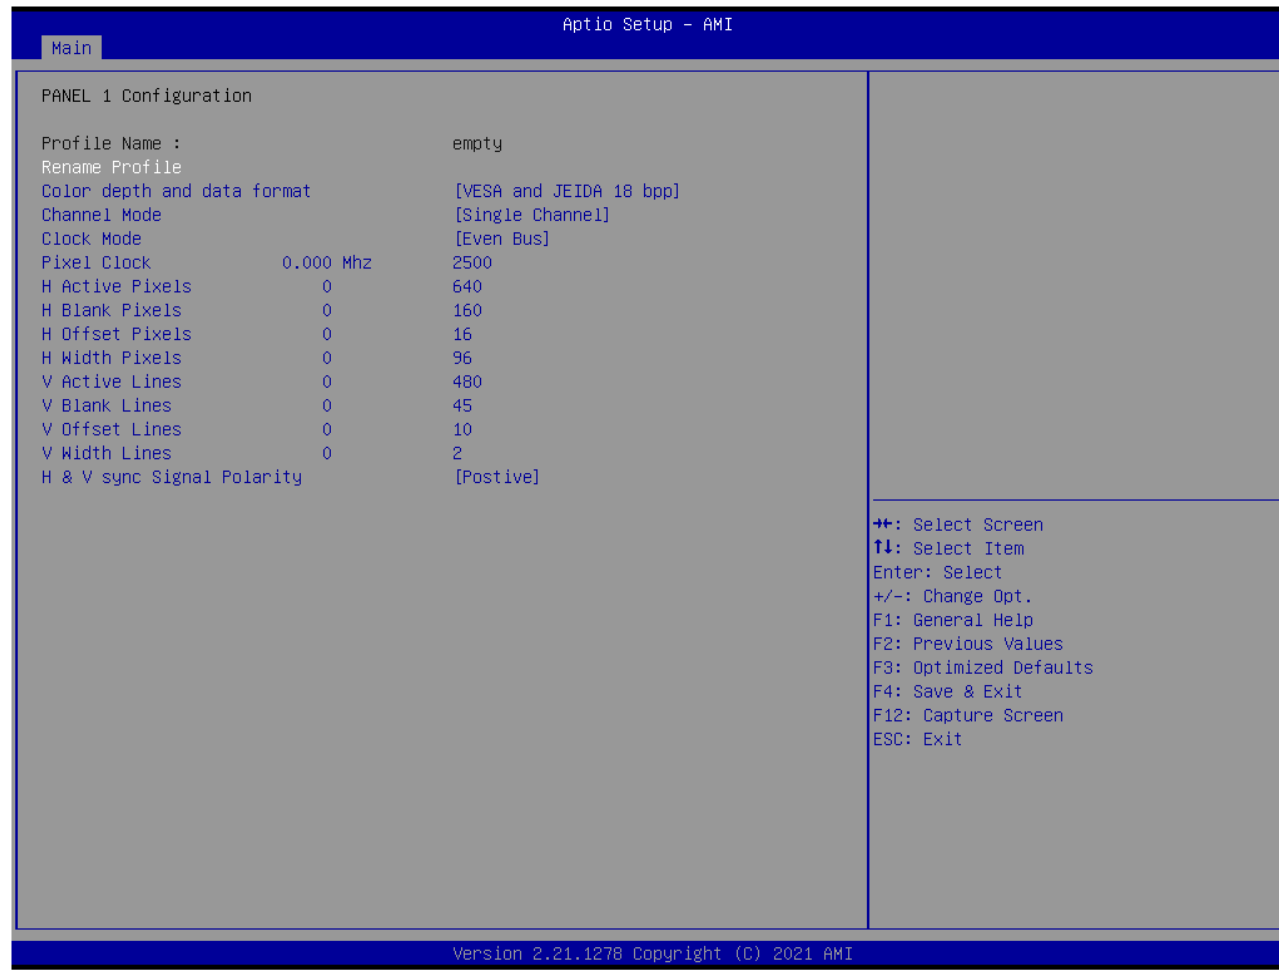 Aptio Setup - AMI
Main
PANEL 1 Configuration
Profile Name : empty
Rename Profile
Color depth and data format [VESA and JEIDA 18 bpp]
Channel Mode [Single Channel]
Clock Mode [Even Bus]
Pixel Clock 0.000 Mhz 2500
H Active Pixels 0 640
H Blank Pixels 0 160
H Offset Pixels 0 16
H Width Pixels 0 96
V Active Lines 0 480
V Blank Lines 0 45
V Offset Lines 0 10
V Width Lines 0 2
H & V sync Signal Polarity [Postive]
→←: Select Screen
↑↓: Select Item
Enter: Select
+/-: Change Opt.
F1: General Help
F2: Previous Values
F3: Optimized Defaults
F4: Save & Exit
F12: Capture Screen
ESC: Exit
Version 2.21.1278 Copyright (C) 2021 AMI